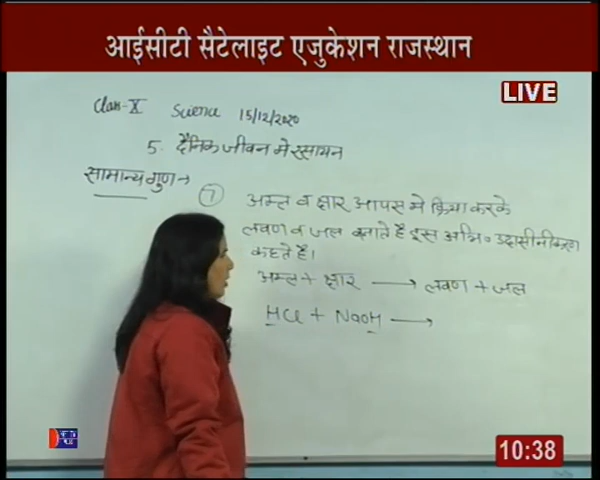 आईसीटी सैटेलाइट एजुकेशन राजस्थान
LIVE
Class-X Science 15/12/2020
5. दैनिक जीवन मे रसायन
सामान्य गुण→
(7) अम्ल व क्षार आपस मे क्रिया करके
लवण व जल बनाते है इस अभि० उदासीनीकरण
कहते है।
अम्ल + क्षार → लवण + जल
HCl + NaOH →
10:38